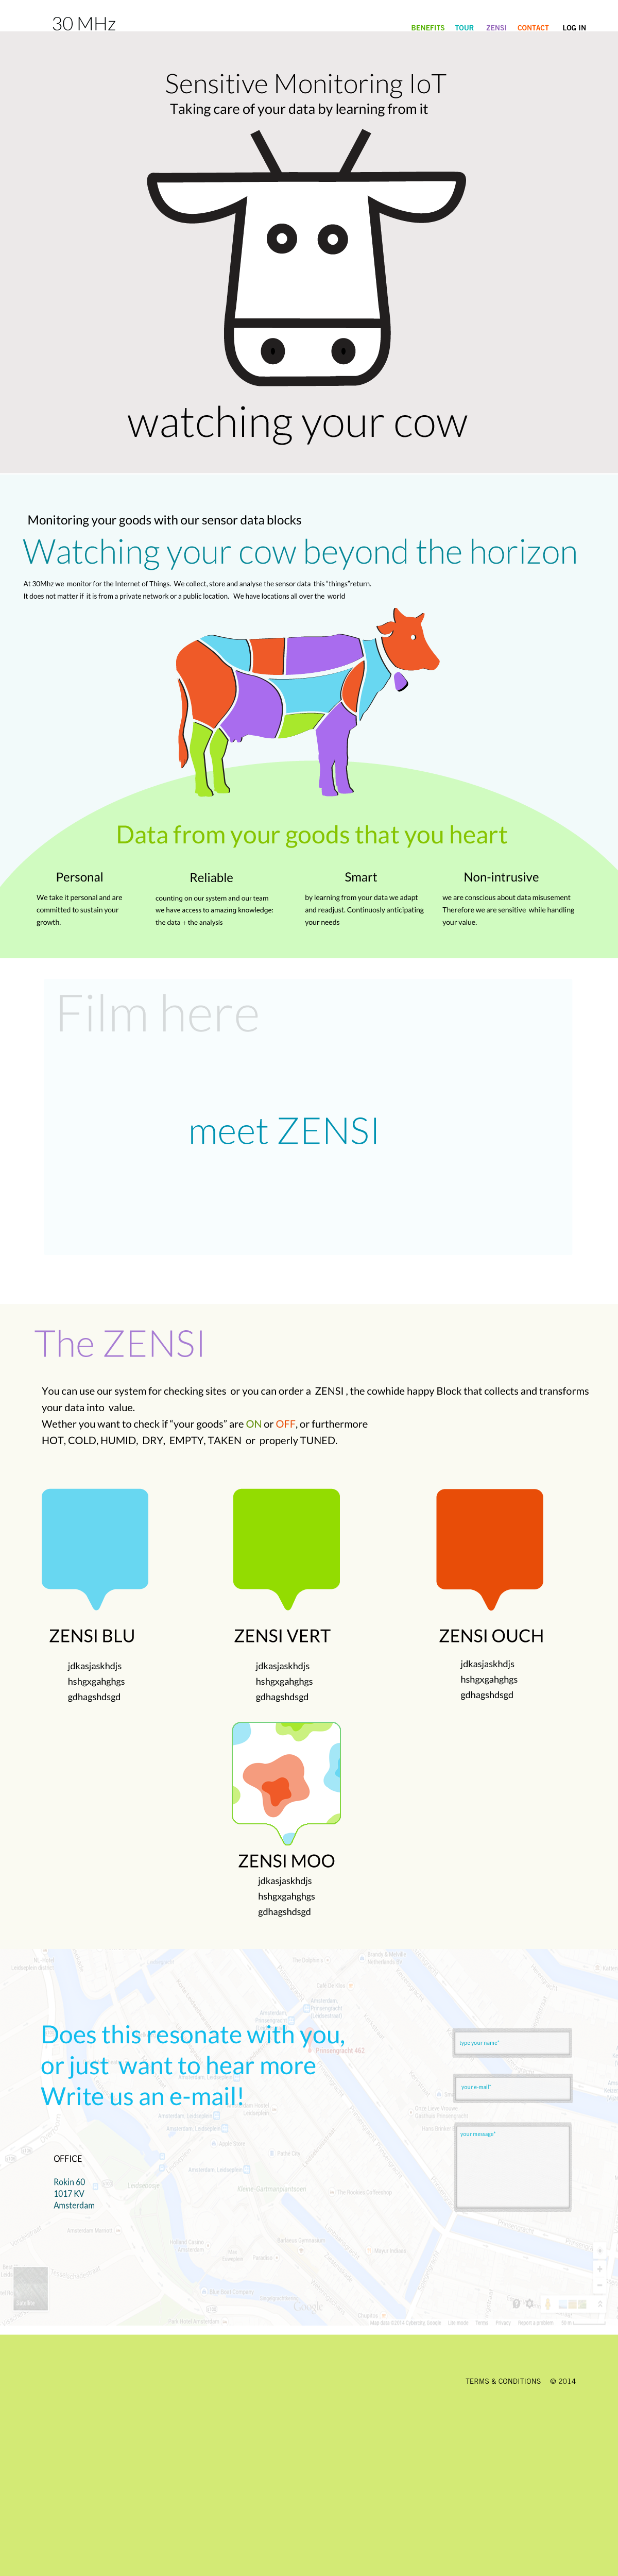 30 MHz
BENEFITS TOUR ZENSI CONTACT LOG IN
Sensitive Monitoring IoT
Taking care of your data by learning from it
watching your cow
Monitoring your goods with our sensor data blocks
Watching your cow beyond the horizon
At 30Mhz we monitor for the Internet of Things. We collect, store and analyse the sensor data this "things"return.
It does not matter if it is from a private network or a public location. We have locations all over the world
Data from your goods that you heart
Personal
We take it personal and are
committed to sustain your
growth.
Reliable
counting on our system and our team
we have access to amazing knowledge:
the data + the analysis
Smart
by learning from your data we adapt
and readjust. Continuosly anticipating
your needs
Non-intrusive
we are conscious about data misusement
Therefore we are sensitive while handling
your value.
Film here
meet ZENSI
The ZENSI
You can use our system for checking sites or you can order a ZENSI , the cowhide happy Block that collects and transforms
your data into value.
Wether you want to check if “your goods” are ON or OFF, or furthermore
HOT, COLD, HUMID, DRY, EMPTY, TAKEN or properly TUNED.
ZENSI BLU
jdkasjaskhdjs
hshgxgahghgs
gdhagshdsgd
ZENSI VERT
jdkasjaskhdjs
hshgxgahghgs
gdhagshdsgd
ZENSI OUCH
jdkasjaskhdjs
hshgxgahghgs
gdhagshdsgd
ZENSI MOO
jdkasjaskhdjs
hshgxgahghgs
gdhagshdsgd
Does this resonate with you,
or just want to hear more
Write us an e-mail!
type your name*
your e-mail*
your message*
OFFICE
Rokin 60
1017 KV
Amsterdam
Prinsengracht 462
Apple Store
Google
TERMS & CONDITIONS © 2014